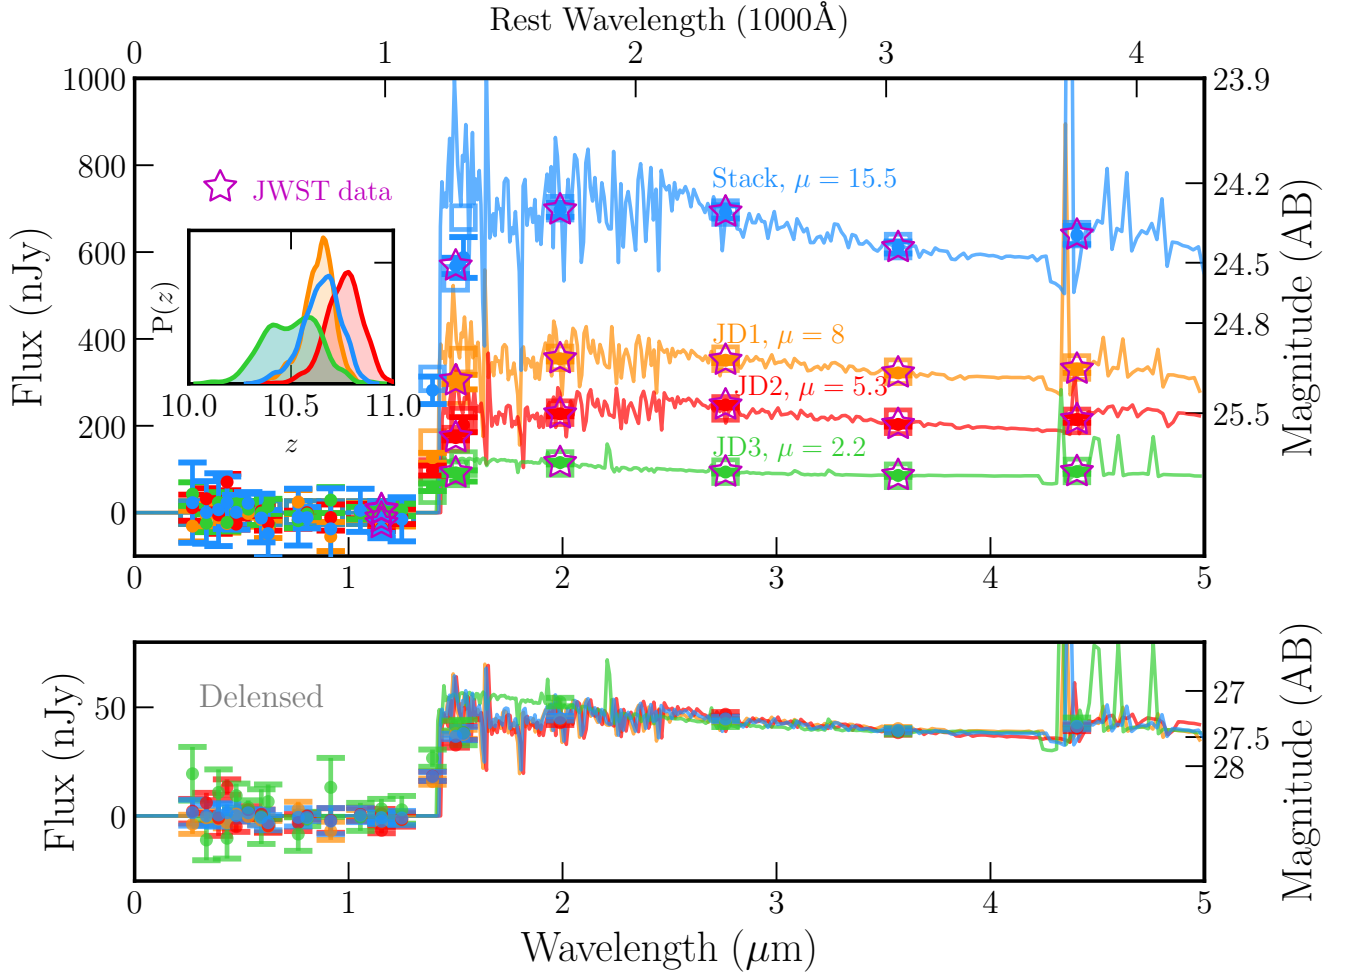 Rest Wavelength (1000Å)
0 1 2 3 4
1000 23.9
800 24.2
600 24.5
400 24.8
200 25.5
0
Flux (nJy)
Magnitude (AB)
JWST data
Stack, μ = 15.5
JD1, μ = 8
JD2, μ = 5.3
JD3, μ = 2.2
P(z)
10.0 10.5 11.0
z
0 1 2 3 4 5
Delensed
50
0
27
27.5
28
Flux (nJy)
Magnitude (AB)
0 1 2 3 4 5
Wavelength (μm)